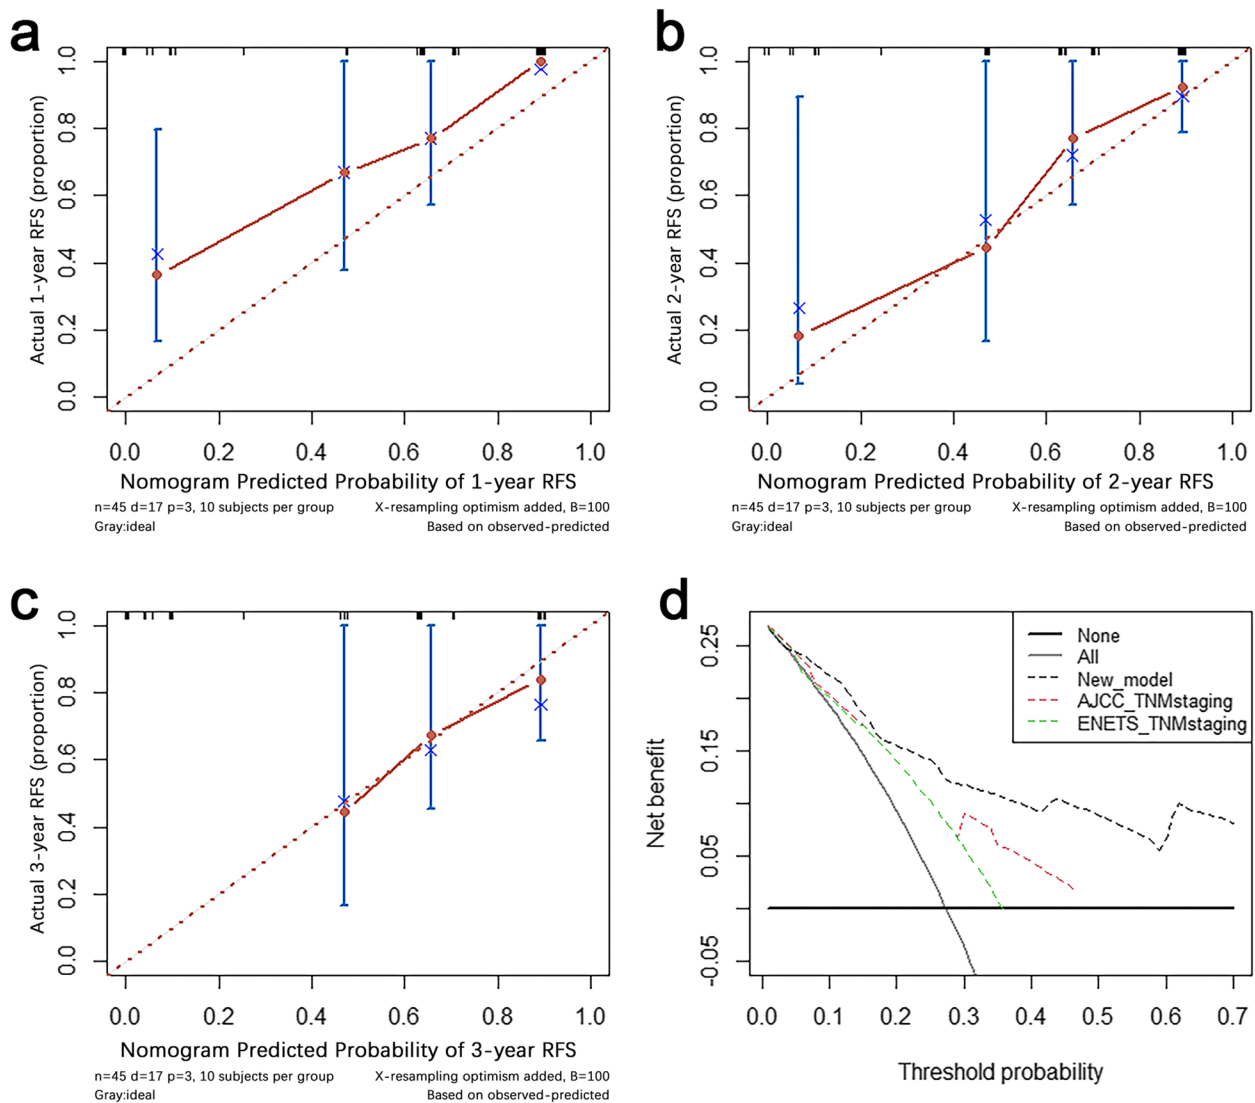 a
Actual 1-year RFS (proportion)
1.0
0.8
0.6
0.4
0.2
0.0
0.0 0.2 0.4 0.6 0.8 1.0
Nomogram Predicted Probability of 1-year RFS
n=45 d=17 p=3, 10 subjects per group X-resampling optimism added, B=100
Gray:ideal Based on observed-predicted
b
Actual 2-year RFS (proportion)
1.0
0.8
0.6
0.4
0.2
0.0
0.0 0.2 0.4 0.6 0.8 1.0
Nomogram Predicted Probability of 2-year RFS
n=45 d=17 p=3, 10 subjects per group X-resampling optimism added, B=100
Gray:ideal Based on observed-predicted
c
Actual 3-year RFS (proportion)
1.0
0.8
0.6
0.4
0.2
0.0
0.0 0.2 0.4 0.6 0.8 1.0
Nomogram Predicted Probability of 3-year RFS
n=45 d=17 p=3, 10 subjects per group X-resampling optimism added, B=100
Gray:ideal Based on observed-predicted
d
Net benefit
0.25
0.15
0.05
-0.05
None
All
New_model
AJCC_TNMstaging
ENETS_TNMstaging
0.0 0.1 0.2 0.3 0.4 0.5 0.6 0.7
Threshold probability